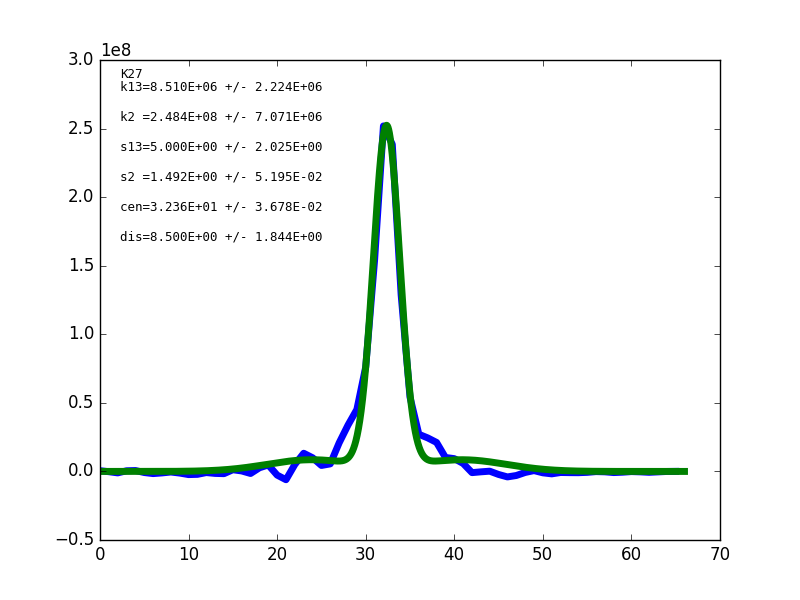 1e8
3.0
K27
k13=8.510E+06 +/- 2.224E+06
k2 =2.484E+08 +/- 7.071E+06
2.5
s13=5.000E+00 +/- 2.025E+00
s2 =1.492E+00 +/- 5.195E-02
2.0
cen=3.236E+01 +/- 3.678E-02
dis=8.500E+00 +/- 1.844E+00
1.5
1.0
0.5
0.0
−0.5
0 10 20 30 40 50 60 70